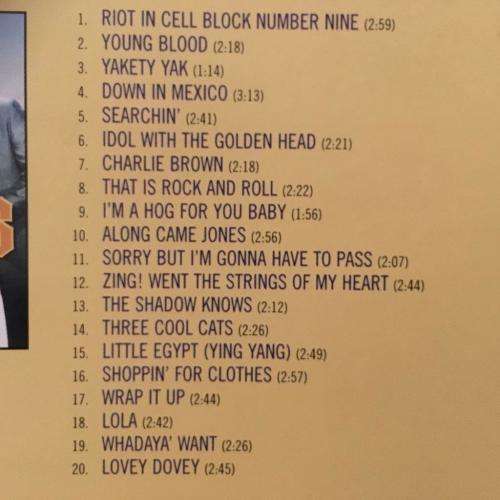 1. RIOT IN CELL BLOCK NUMBER NINE (2:59)
2. YOUNG BLOOD (2:18)
3. YAKETY YAK (1:14)
4. DOWN IN MEXICO (3:13)
5. SEARCHIN' (2:41)
6. IDOL WITH THE GOLDEN HEAD (2:21)
7. CHARLIE BROWN (2:18)
8. THAT IS ROCK AND ROLL (2:22)
9. I'M A HOG FOR YOU BABY (1:56)
10. ALONG CAME JONES (2:56)
11. SORRY BUT I'M GONNA HAVE TO PASS (2:07)
12. ZING! WENT THE STRINGS OF MY HEART (2:44)
13. THE SHADOW KNOWS (2:12)
14. THREE COOL CATS (2:26)
15. LITTLE EGYPT (YING YANG) (2:49)
16. SHOPPIN' FOR CLOTHES (2:57)
17. WRAP IT UP (2:44)
18. LOLA (2:42)
19. WHADAYA' WANT (2:26)
20. LOVEY DOVEY (2:45)
S